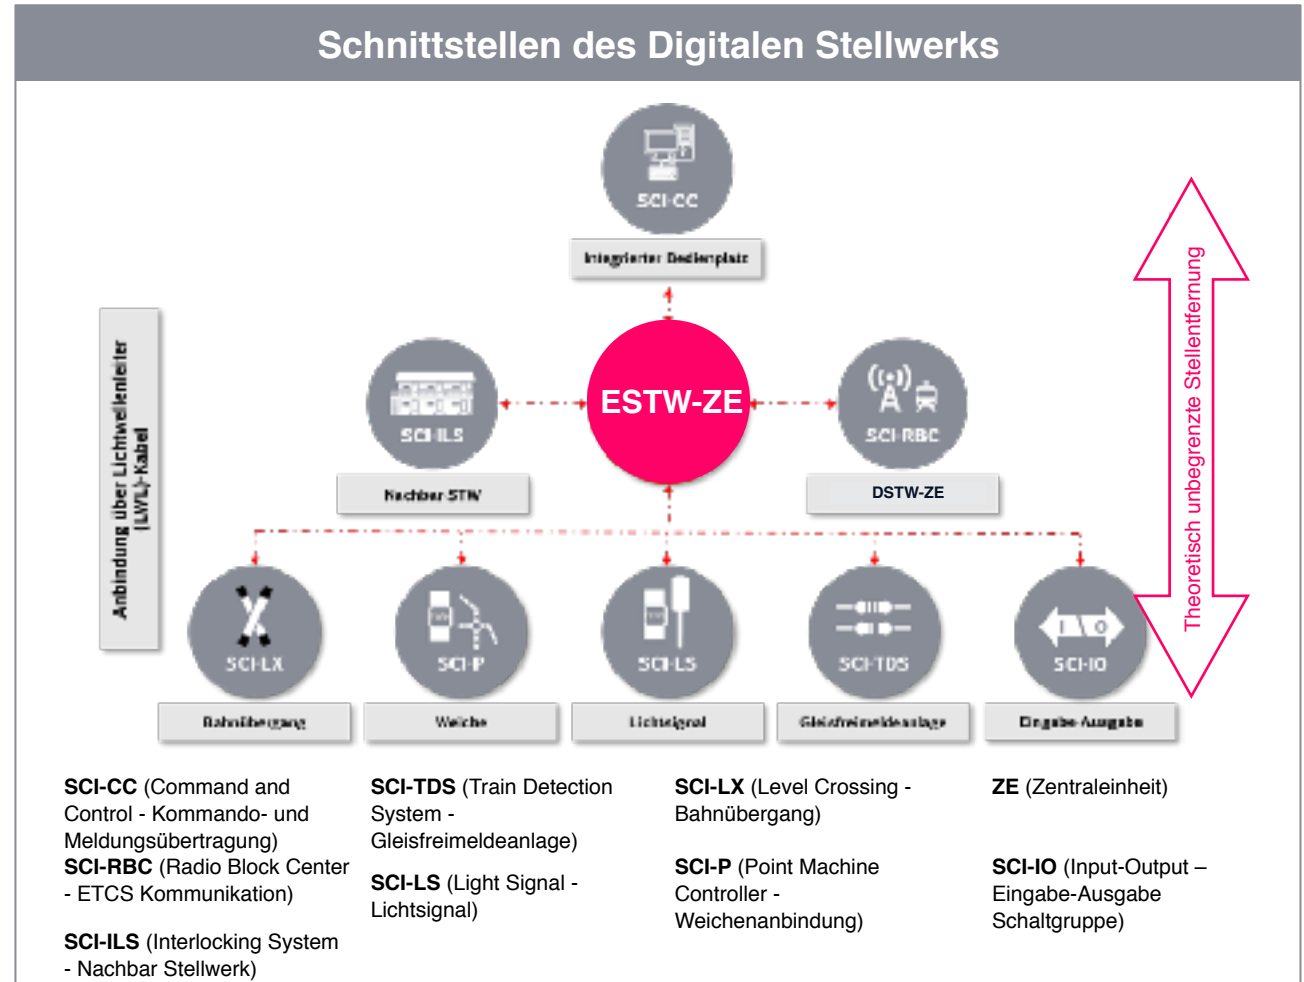 Schnittstellen des Digitalen Stellwerks
SCI-CC
Integrierter Bedienplatz
Theoretisch unbegrenzte Stellentfernung
Anbindung über Lichtwellenleiter
(LWL)-Kabel
SCI-ILS
Nachbar-STW
ESTW-ZE
SCI-RBC
DSTW-ZE
SCI-LX
Bahnübergang
SCI-P
Weiche
SCI-LS
Lichtsignal
SCI-TDS
Gleisfreimeldeanlage
I O
SCI-IO
Eingabe-Ausgabe
SCI-CC (Command and
Control - Kommando- und
Meldungsübertragung)
SCI-RBC (Radio Block Center
- ETCS Kommunikation)
SCI-ILS (Interlocking System
- Nachbar Stellwerk)
SCI-TDS (Train Detection
System -
Gleisfreimeldeanlage)
SCI-LS (Light Signal -
Lichtsignal)
SCI-LX (Level Crossing -
Bahnübergang)
SCI-P (Point Machine
Controller -
Weichenanbindung)
ZE (Zentraleinheit)
SCI-IO (Input-Output –
Eingabe-Ausgabe
Schaltgruppe)